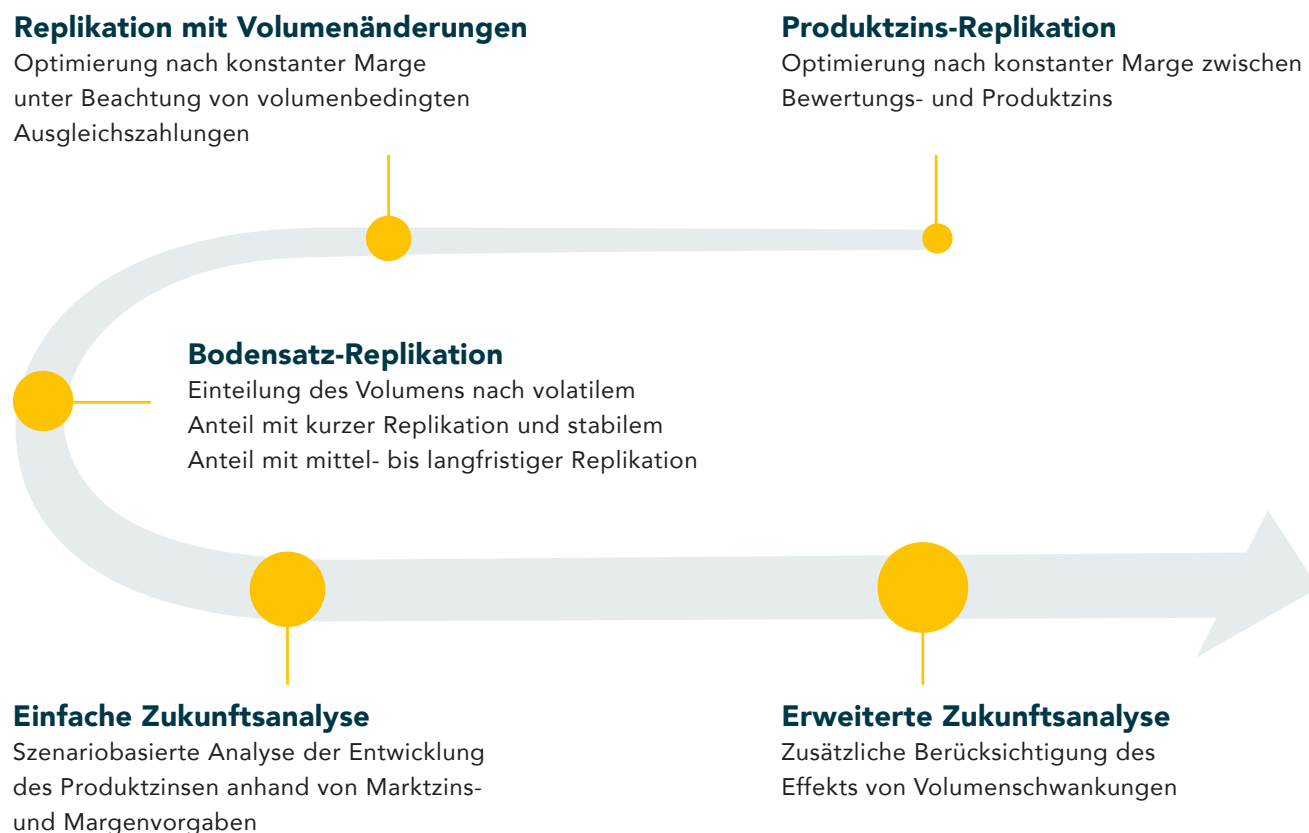 Replikation mit Volumenänderungen
Optimierung nach konstanter Marge
unter Beachtung von volumenbedingten
Ausgleichszahlungen
Produktzins-Replikation
Optimierung nach konstanter Marge zwischen
Bewertungs- und Produktzins
Bodensatz-Replikation
Einteilung des Volumens nach volatilem
Anteil mit kurzer Replikation und stabilem
Anteil mit mittel- bis langfristiger Replikation
Einfache Zukunftsanalyse
Szenariobasierte Analyse der Entwicklung
des Produktzinsen anhand von Marktzins-
und Margenvorgaben
Erweiterte Zukunftsanalyse
Zusätzliche Berücksichtigung des
Effekts von Volumenschwankungen